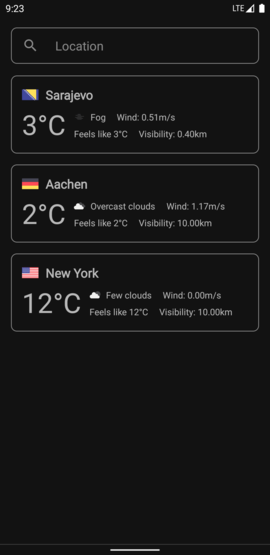 9:23 LTE
Location
Sarajevo
3°C
Fog Wind: 0.51m/s
Feels like 3°C Visibility: 0.40km
Aachen
2°C
Overcast clouds Wind: 1.17m/s
Feels like 2°C Visibility: 10.00km
New York
12°C
Few clouds Wind: 0.00m/s
Feels like 12°C Visibility: 10.00km